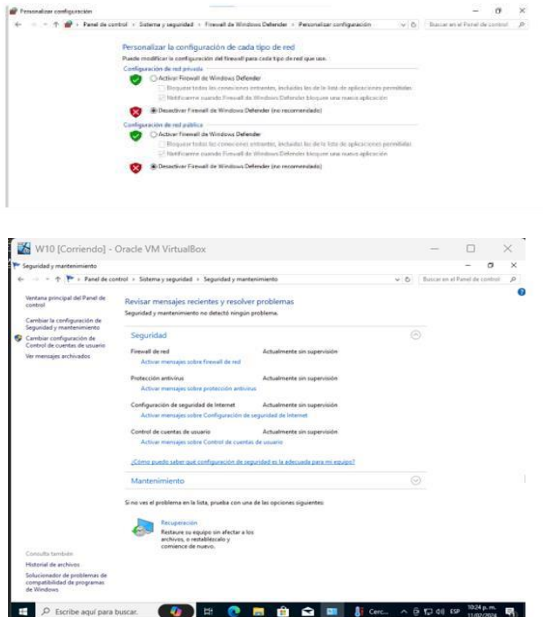 Personalizar configuración
Panel de control > Sistema y seguridad > Firewall de Windows Defender > Personalizar configuración
Buscar en el Panel de control
Personalizar la configuración de cada tipo de red
Puede modificar la configuración del firewall para cada tipo de red que use.
Configuración de red privada
Activar Firewall de Windows Defender
Bloquear todas las conexiones entrantes, incluidas las de la lista de aplicaciones permitidas
Notificarme cuando Firewall de Windows Defender bloquee una nueva aplicación
Desactivar Firewall de Windows Defender (no recomendado)
Configuración de red pública
Activar Firewall de Windows Defender
Bloquear todas las conexiones entrantes, incluidas las de la lista de aplicaciones permitidas
Notificarme cuando Firewall de Windows Defender bloquee una nueva aplicación
Desactivar Firewall de Windows Defender (no recomendado)
W10 [Corriendo] - Oracle VM VirtualBox
Seguridad y mantenimiento
Panel de control > Sistema y seguridad > Seguridad y mantenimiento
Buscar en el Panel de control
Ventana principal del Panel de
control
Cambiar la configuración de
Seguridad y mantenimiento
Cambiar configuración de
Control de cuentas de usuario
Ver mensajes archivados
Revisar mensajes recientes y resolver problemas
Seguridad y mantenimiento no detectó ningún problema.
Seguridad
Firewall de red Actualmente sin supervisión
Activar mensajes sobre firewall de red
Protección antivirus Actualmente sin supervisión
Activar mensajes sobre protección antivirus
Configuración de seguridad de Internet Actualmente sin supervisión
Activar mensajes sobre Configuración de seguridad de Internet
Control de cuentas de usuario Actualmente sin supervisión
Activar mensajes sobre Control de cuentas de usuario
¿Cómo puedo saber qué configuración de seguridad es la adecuada para mi equipo?
Mantenimiento
Si no ves el problema en la lista, prueba con una de las opciones siguientes:
Recuperación
Restaure su equipo sin afectar a los
archivos, o restablézcalo y
comience de nuevo.
Consulta también
Historial de archivos
Solucionador de problemas de
compatibilidad de programas
de Windows
Escribe aquí para buscar.
Cerc...
ESP
10:24 p. m.
11/02/2024